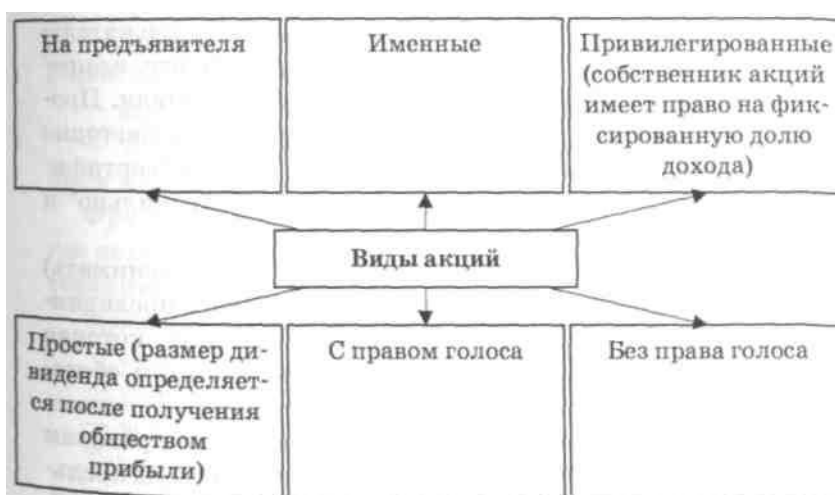 На предъявителя
Именные
Привилегированные
(собственник акций
имеет право на фик-
сированную долю
дохода)
Виды акций
Простые (размер ди-
виденда определяет-
ся после получения
обществом
прибыли)
С правом голоса
Без права голоса